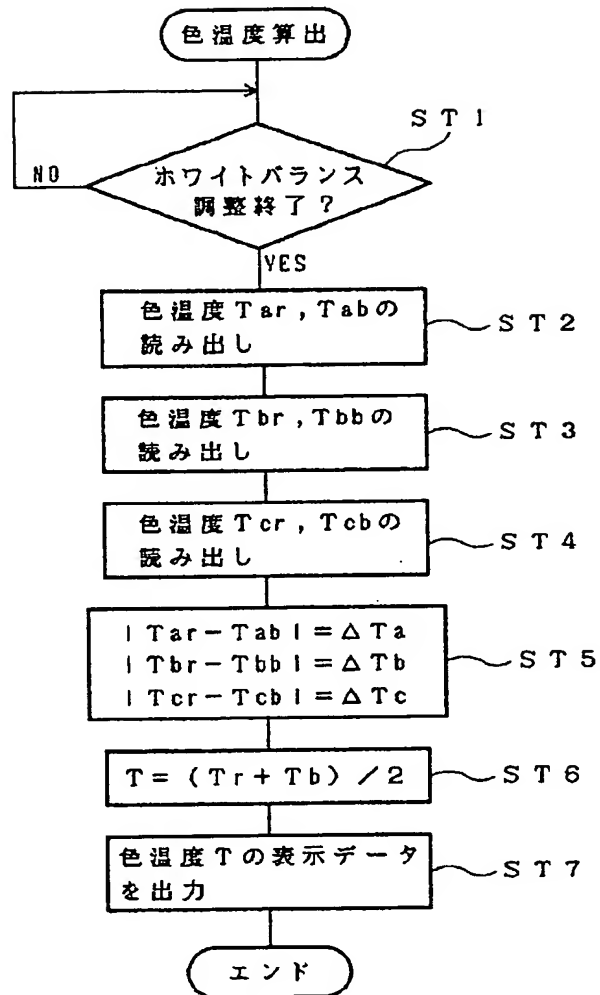 色温度算出
ST1
NO
ホワイトバランス
調整終了?
YES
色温度Tar,Tabの
読み出し
ST2
色温度Tbr,Tbbの
読み出し
ST3
色温度Tcr,Tcbの
読み出し
ST4
|Tar-Tab|=△Ta
|Tbr-Tbb|=△Tb
|Tcr-Tcb|=△Tc
ST5
T=(Tr+Tb)/2
ST6
色温度Tの表示データ
を出力
ST7
エンド